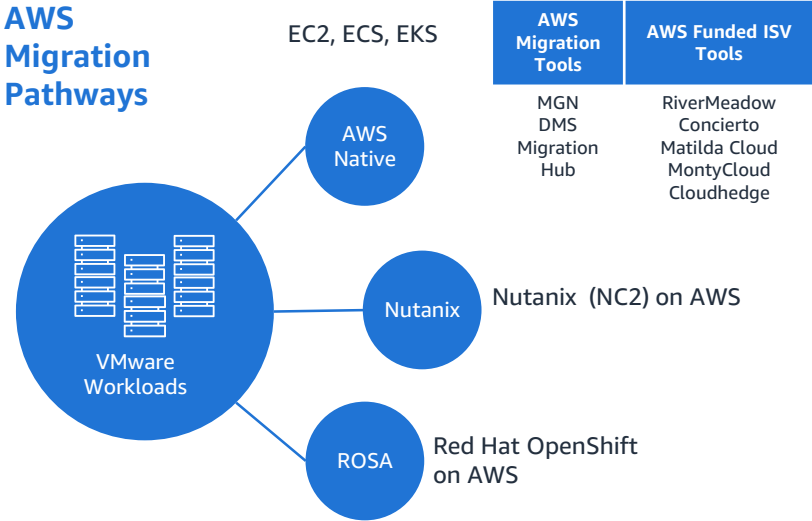 AWS
Migration
Pathways
EC2, ECS, EKS
AWS
Migration
Tools
AWS Funded ISV
Tools
MGN
DMS
Migration
Hub
RiverMeadow
Concierto
Matilda Cloud
MontyCloud
Cloudhedge
AWS
Native
VMware
Workloads
Nutanix
Nutanix (NC2) on AWS
ROSA
Red Hat OpenShift
on AWS